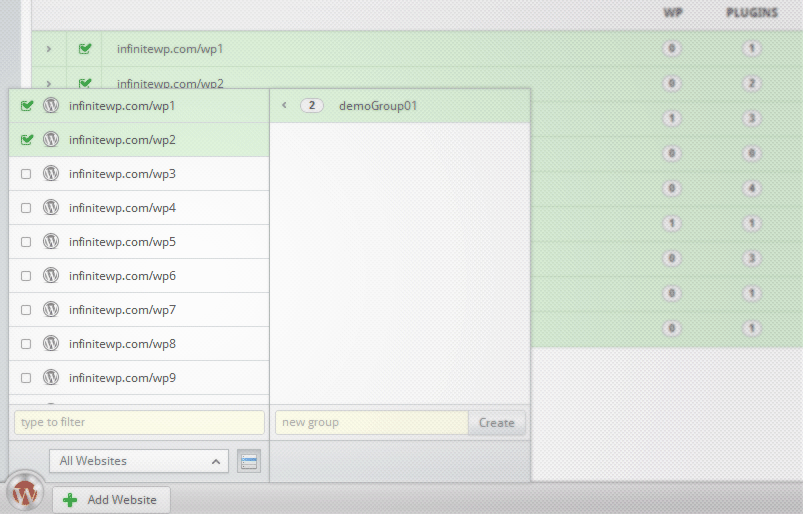 WP PLUGINS
infinitewp.com/wp1 0 1
infinitewp.com/wp2 0 2
1 3
0 0
0 4
1 1
0 3
0 1
0 1
infinitewp.com/wp1
infinitewp.com/wp2
infinitewp.com/wp3
infinitewp.com/wp4
infinitewp.com/wp5
infinitewp.com/wp6
infinitewp.com/wp7
infinitewp.com/wp8
infinitewp.com/wp9
type to filter
All Websites
2 demoGroup01
new group Create
Add Website